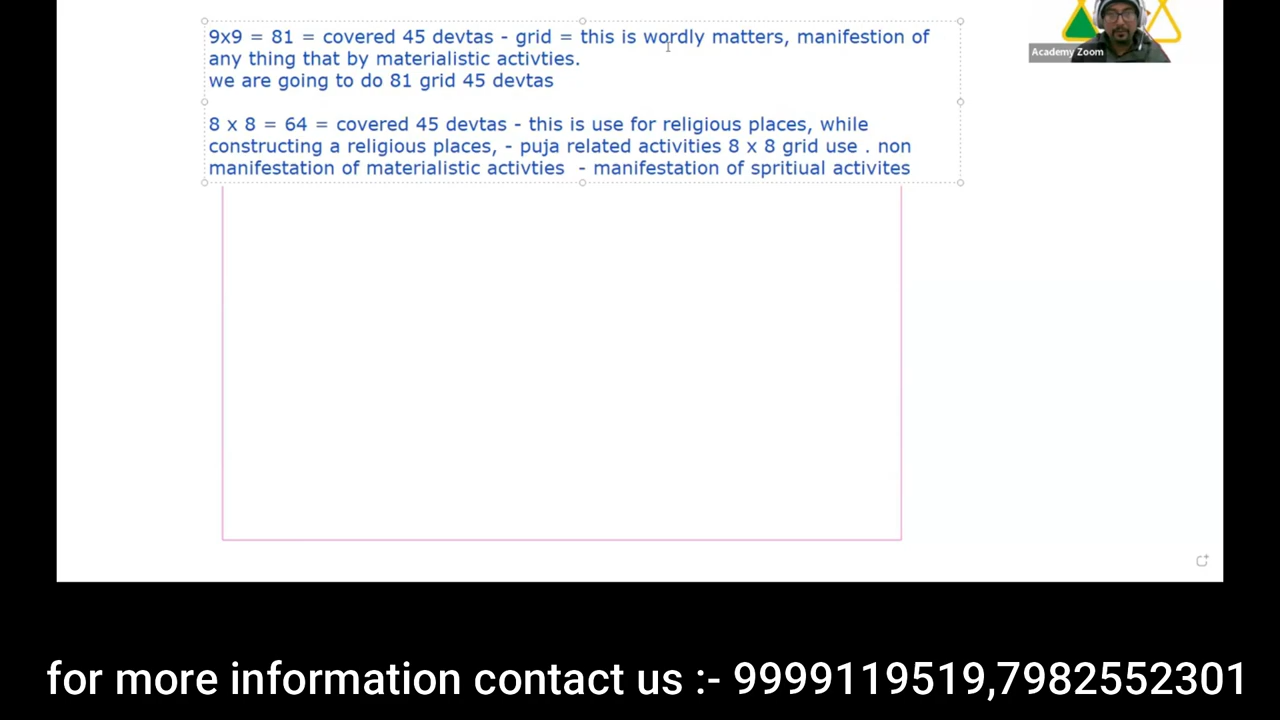 9x9 = 81 = covered 45 devtas - grid = this is wordly matters, manifestion of
any thing that by materialistic activties.
we are going to do 81 grid 45 devtas
8 x 8 = 64 = covered 45 devtas - this is use for religious places, while
constructing a religious places, - puja related activities 8 x 8 grid use . non
manifestation of materialistic activties - manifestation of spritiual activites
Academy Zoom
for more information contact us :- 9999119519,7982552301